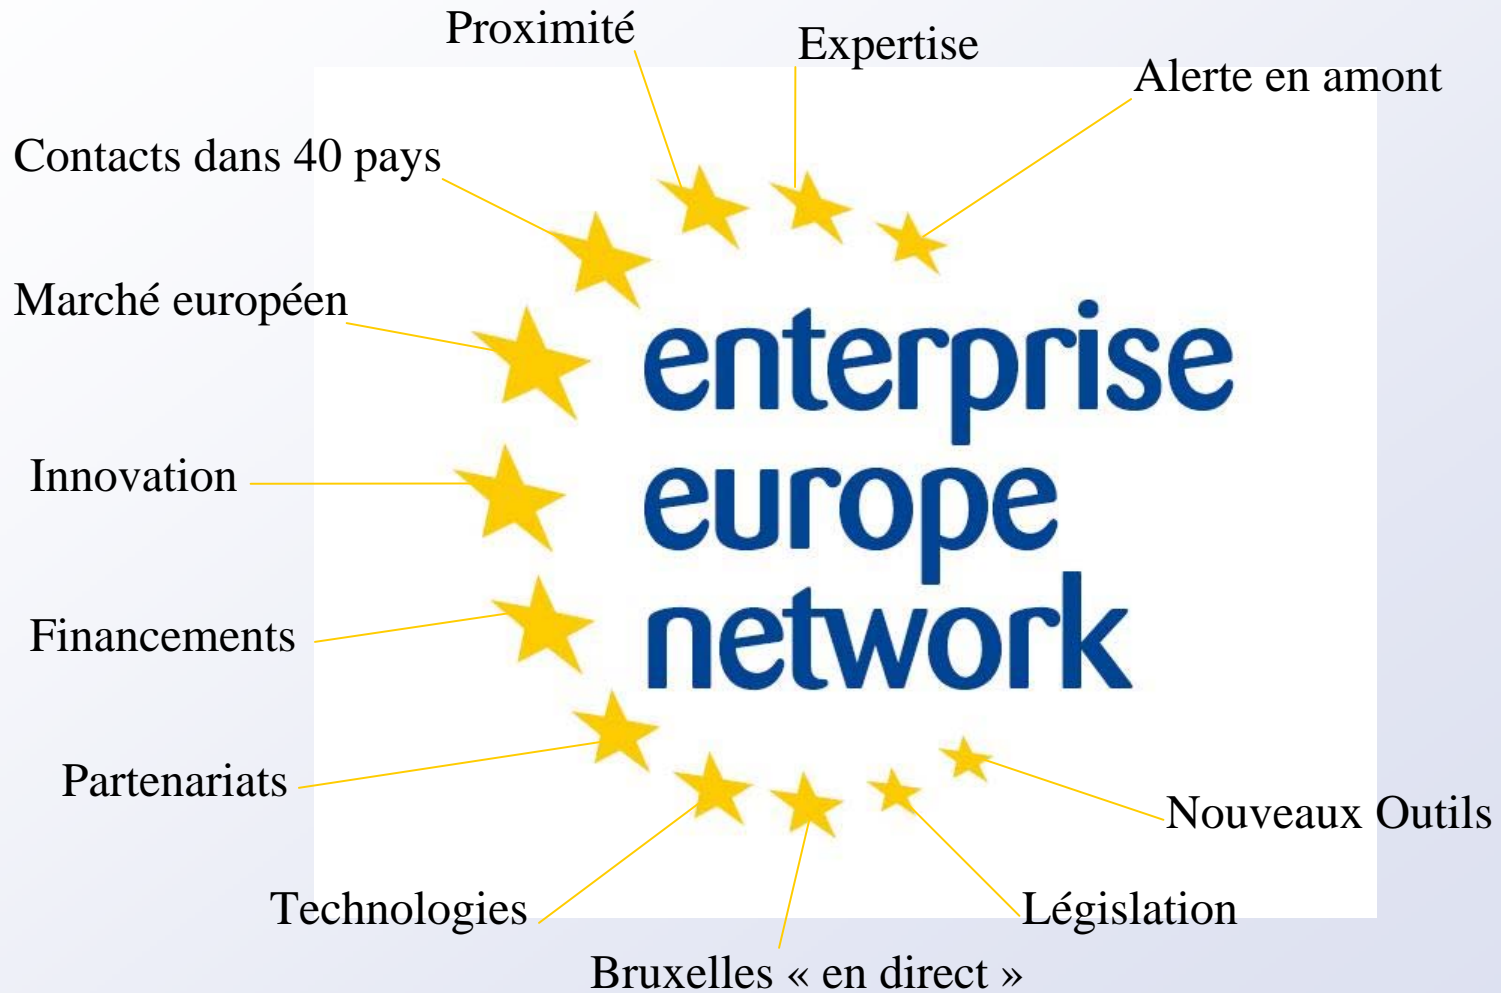 Proximité
Expertise
Alerte en amont
Contacts dans 40 pays
Marché européen
enterprise
europe
network
Innovation
Financements
Partenariats
Nouveaux Outils
Technologies
Législation
Bruxelles « en direct »